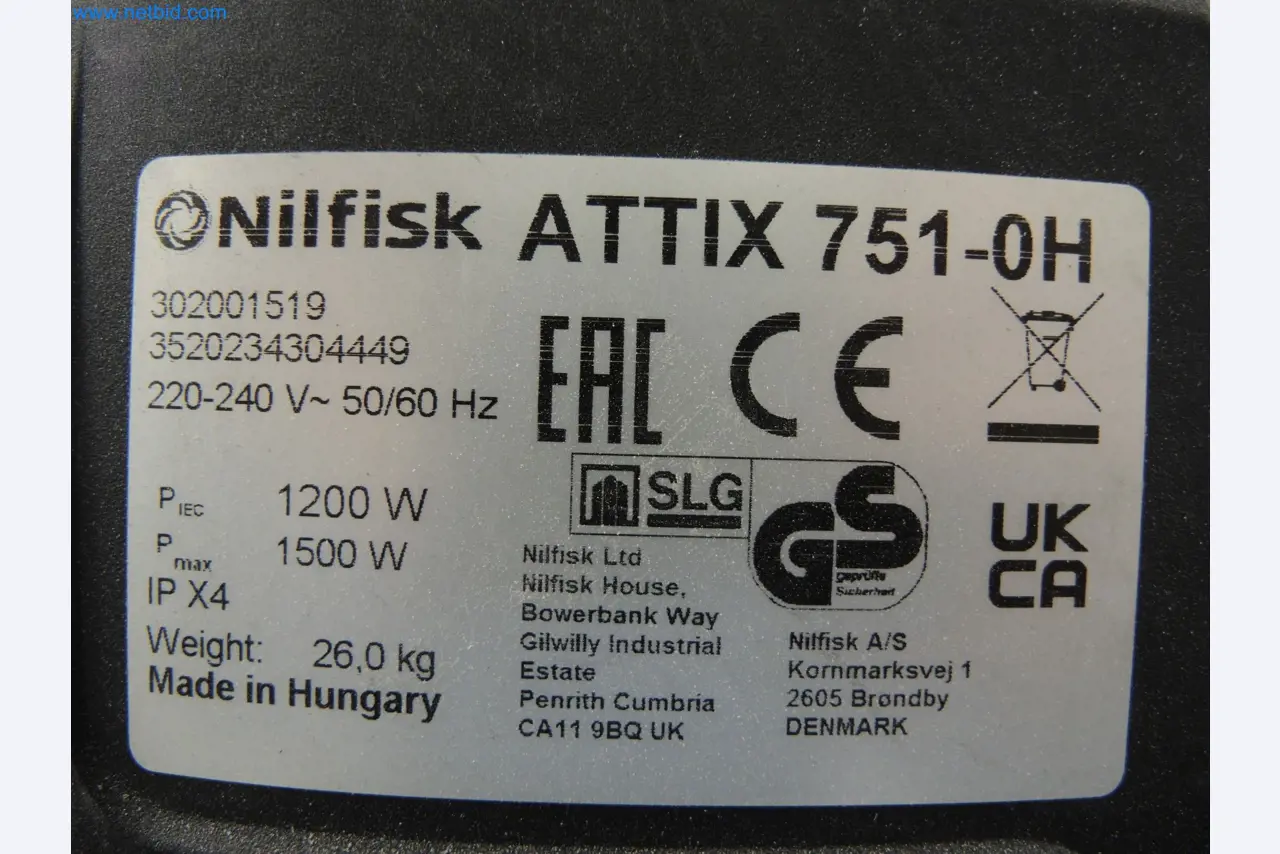 www.netbid.com
Nilfisk ATTIX 751-0H
302001519
3520234304449
220-240 V~ 50/60 Hz
EAC CE
SLG
GS
geprüfte
Sicherheit
PIEC 1200 W
Pmax 1500 W
IP X4
Weight: 26,0 kg
Made in Hungary
Nilfisk Ltd
Nilfisk House,
Bowerbank Way
Gilwilly Industrial
Estate
Penrith Cumbria
CA11 9BQ UK
UK
CA
Nilfisk A/S
Kornmarksvej 1
2605 Brøndby
DENMARK